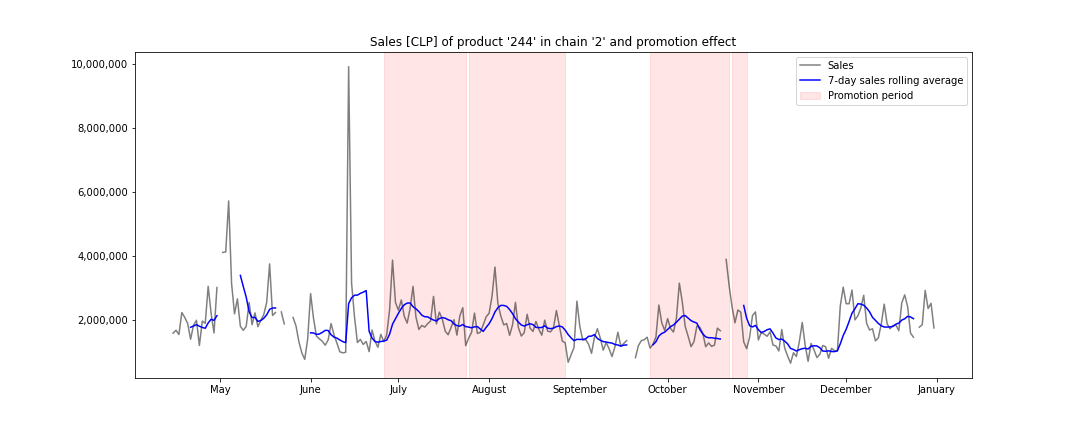 Sales [CLP] of product '244' in chain '2' and promotion effect
10,000,000
8,000,000
6,000,000
4,000,000
2,000,000
Sales
7-day sales rolling average
Promotion period
May
June
July
August
September
October
November
December
January